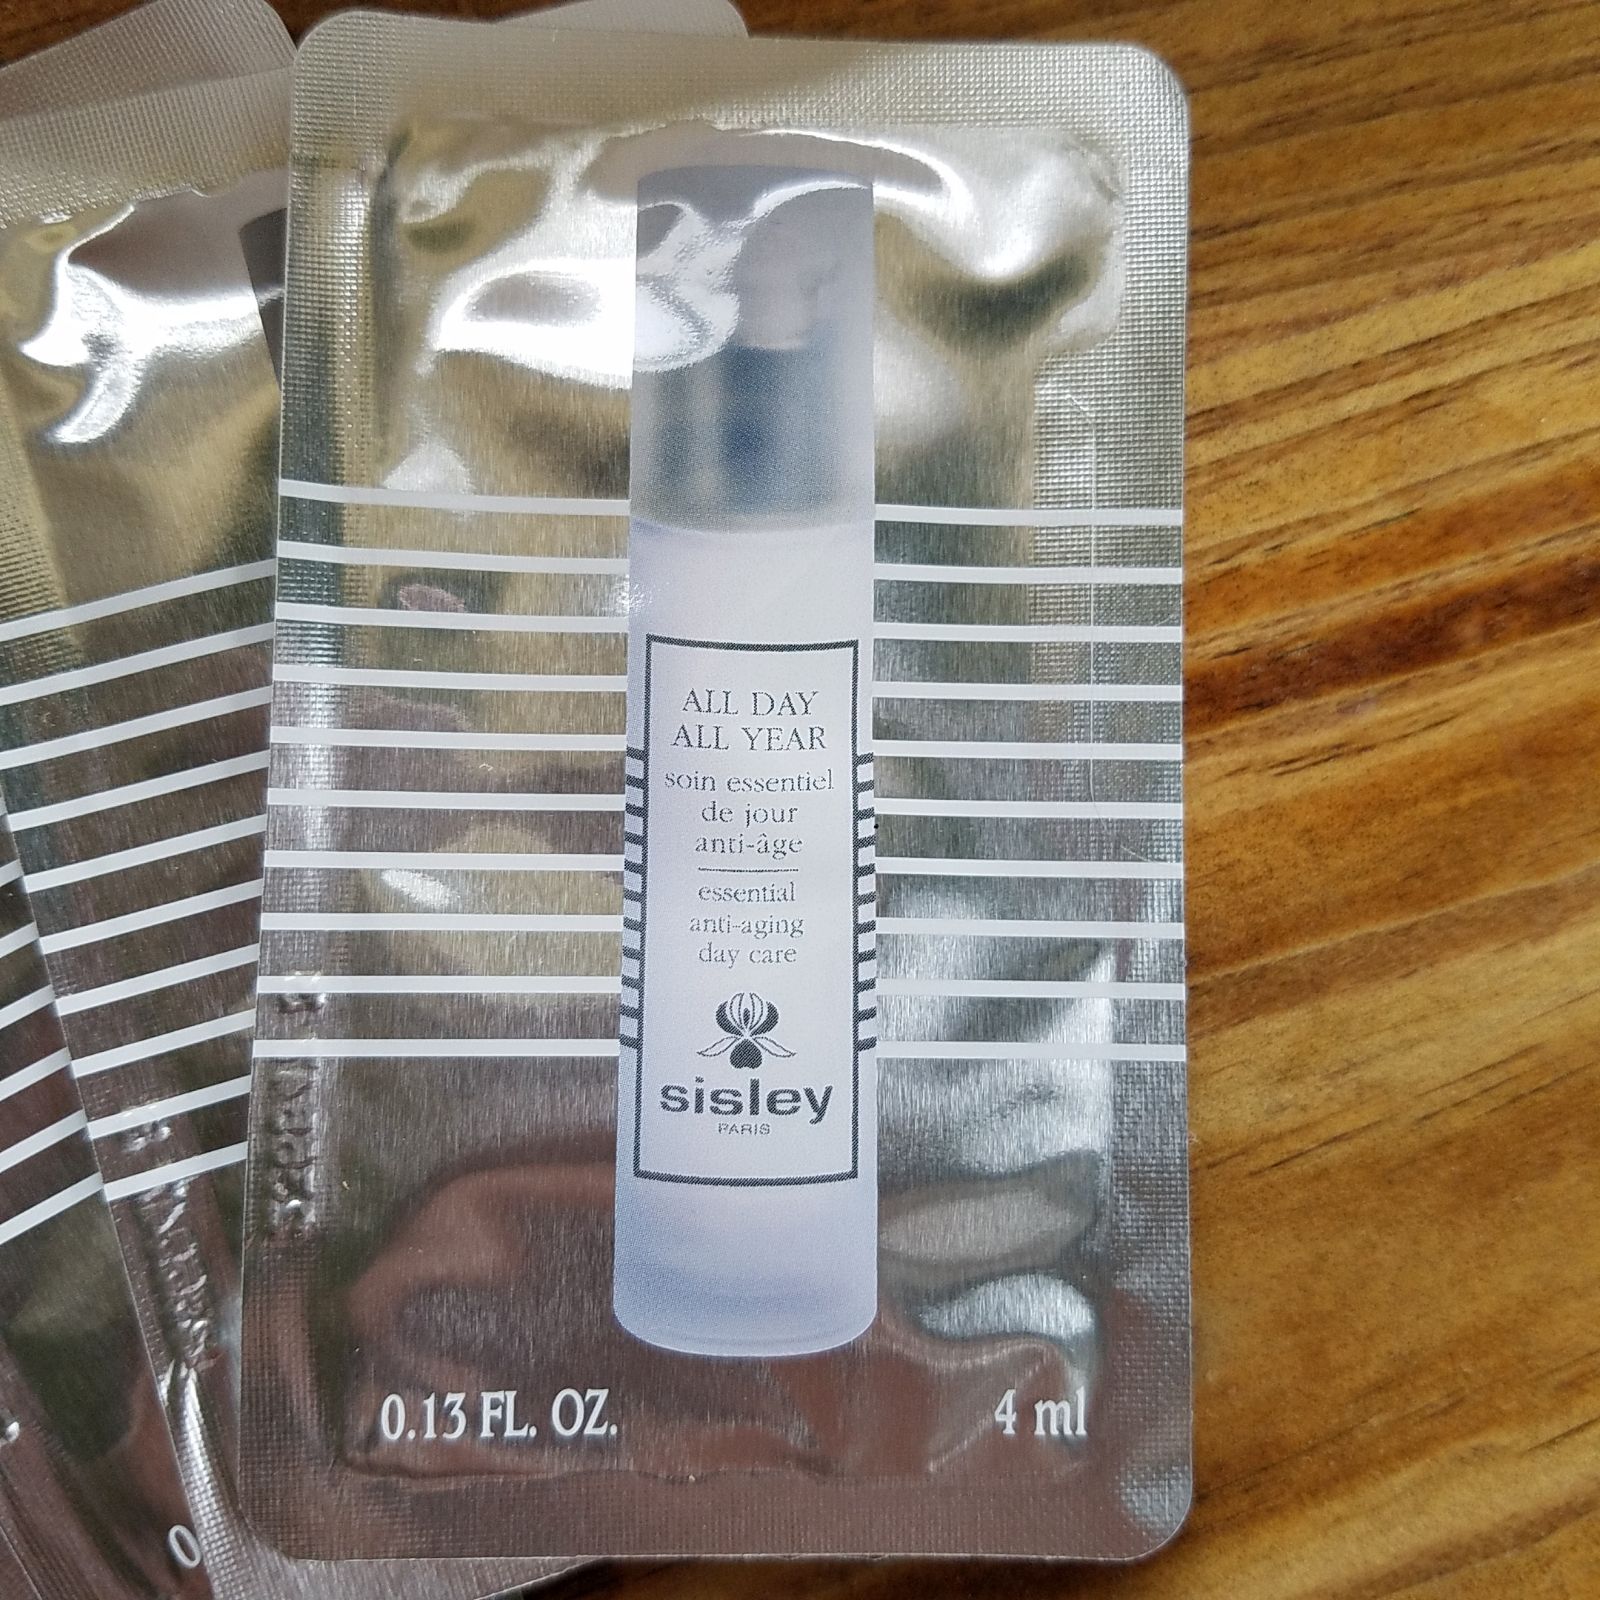 ALL DAY
ALL YEAR
soin essentiel
de jour
anti-âge
essential
anti-aging
day care
sisley
PARIS
0.13 FL. OZ.
4 ml
0